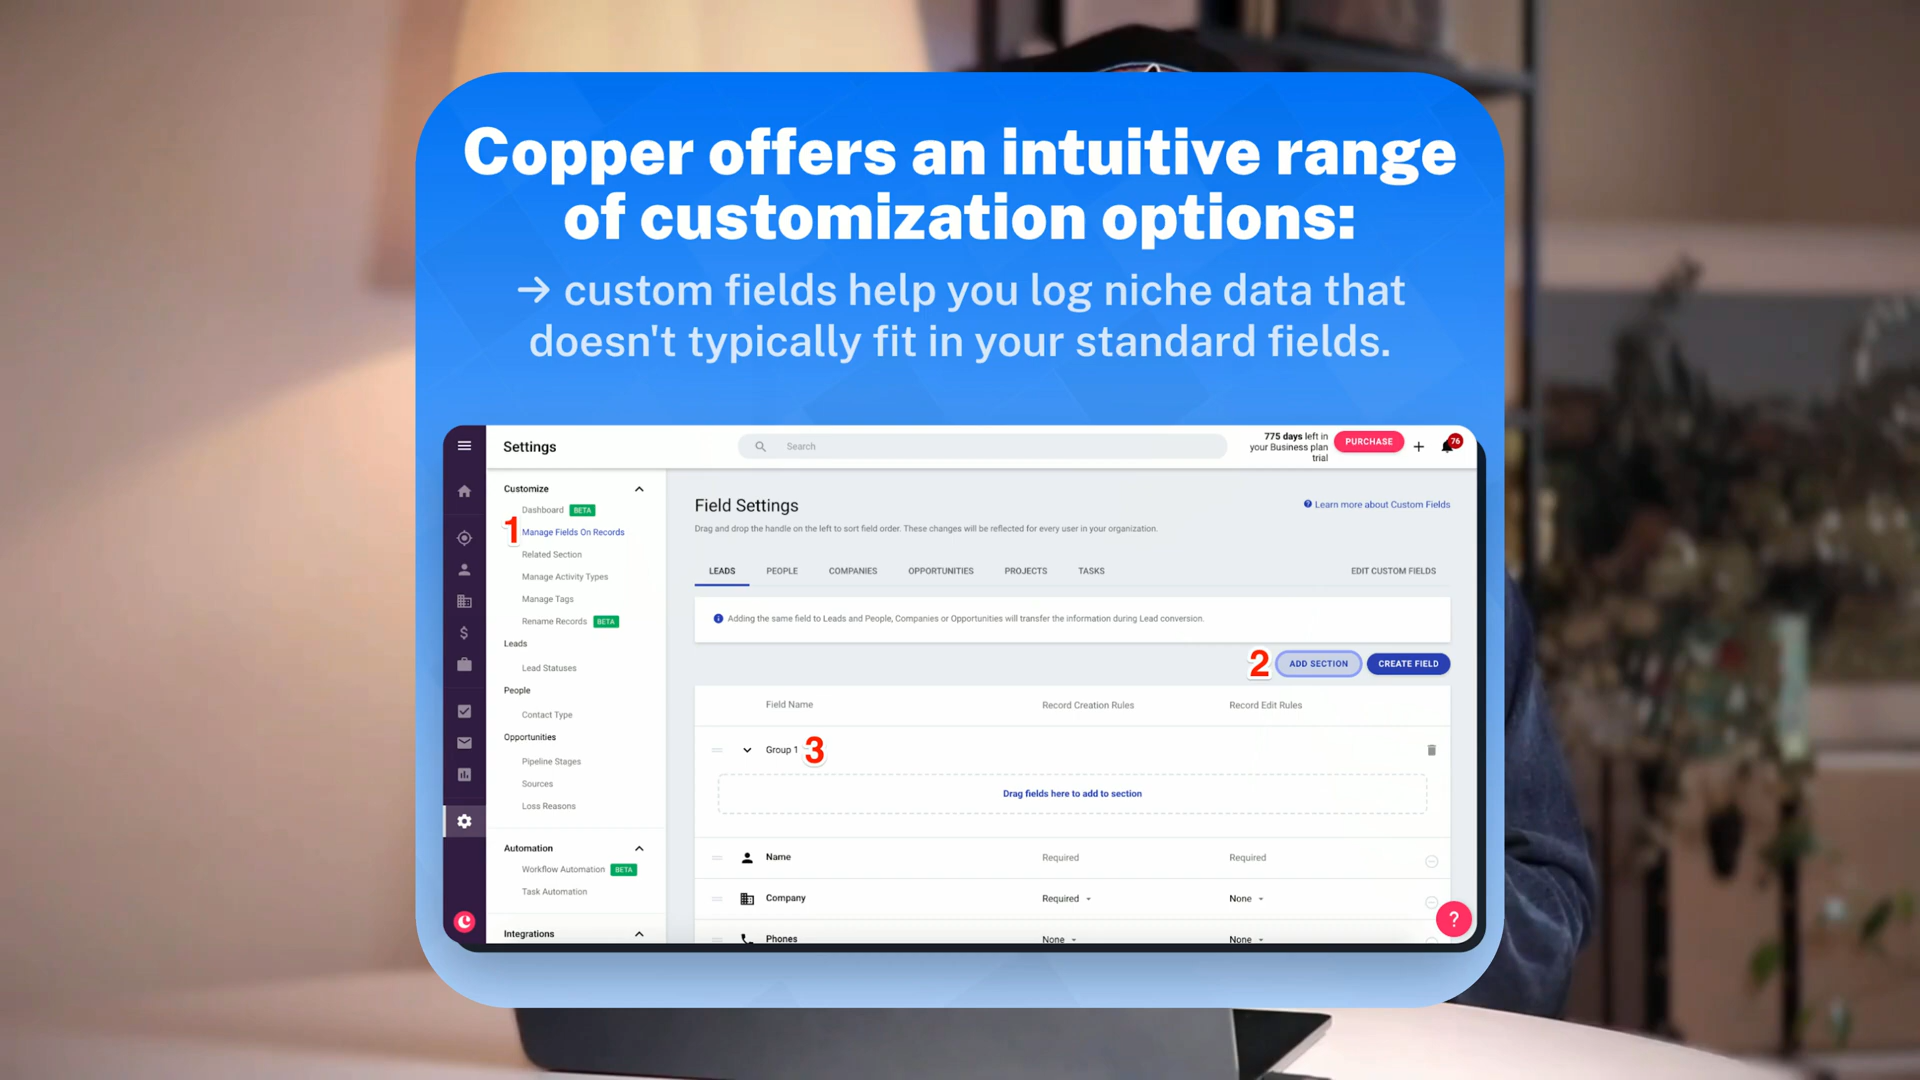 Copper offers an intuitive range
of customization options:
→ custom fields help you log niche data that
doesn't typically fit in your standard fields.
Settings
Search
775 days left in
your Business plan
trial
PURCHASE
76
Customize
Dashboard BETA
1
Manage Fields On Records
Related Section
Manage Activity Types
Manage Tags
Rename Records BETA
Leads
Lead Statuses
People
Contact Type
Opportunities
Pipeline Stages
Sources
Loss Reasons
Automation
Workflow Automation BETA
Task Automation
Integrations
Field Settings
Learn more about Custom Fields
Drag and drop the handle on the left to sort field order. These changes will be reflected for every user in your organization.
LEADS PEOPLE COMPANIES OPPORTUNITIES PROJECTS TASKS EDIT CUSTOM FIELDS
Adding the same field to Leads and People, Companies or Opportunities will transfer the information during Lead conversion.
2 ADD SECTION CREATE FIELD
Field Name Record Creation Rules Record Edit Rules
Group 1 3
Drag fields here to add to section
Name Required Required
Company Required None
Phones None None
?